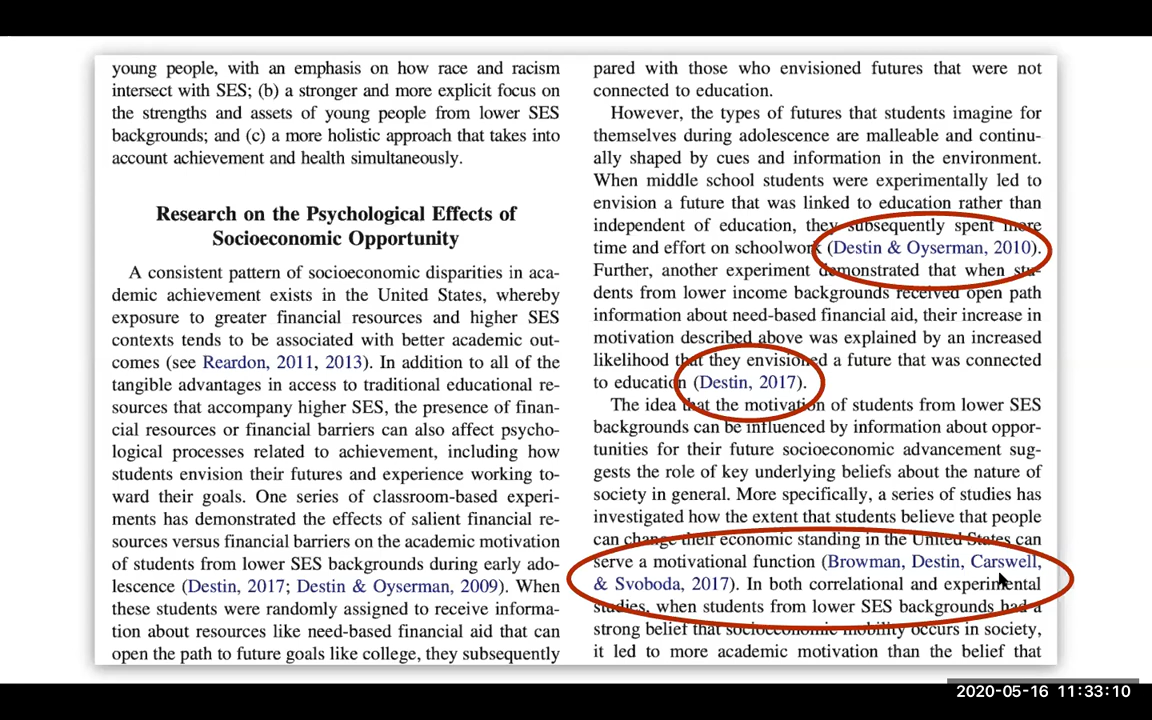 young people, with an emphasis on how race and racism
intersect with SES; (b) a stronger and more explicit focus on
the strengths and assets of young people from lower SES
backgrounds; and (c) a more holistic approach that takes into
account achievement and health simultaneously.
Research on the Psychological Effects of
Socioeconomic Opportunity
A consistent pattern of socioeconomic disparities in aca-
demic achievement exists in the United States, whereby
exposure to greater financial resources and higher SES
contexts tends to be associated with better academic out-
comes (see Reardon, 2011, 2013). In addition to all of the
tangible advantages in access to traditional educational re-
sources that accompany higher SES, the presence of finan-
cial resources or financial barriers can also affect psycho-
logical processes related to achievement, including how
students envision their futures and experience working to-
ward their goals. One series of classroom-based experi-
ments has demonstrated the effects of salient financial re-
sources versus financial barriers on the academic motivation
of students from lower SES backgrounds during early ado-
lescence (Destin, 2017; Destin & Oyserman, 2009). When
these students were randomly assigned to receive informa-
tion about resources like need-based financial aid that can
open the path to future goals like college, they subsequently
pared with those who envisioned futures that were not
connected to education.
However, the types of futures that students imagine for
themselves during adolescence are malleable and continu-
ally shaped by cues and information in the environment.
When middle school students were experimentally led to
envision a future that was linked to education rather than
independent of education, they subsequently spent more
time and effort on schoolwork (Destin & Oyserman, 2010).
Further, another experiment demonstrated that when stu-
dents from lower income backgrounds received open path
information about need-based financial aid, their increase in
motivation described above was explained by an increased
likelihood that they envisioned a future that was connected
to education (Destin, 2017).
The idea that the motivation of students from lower SES
backgrounds can be influenced by information about oppor-
tunities for their future socioeconomic advancement sug-
gests the role of key underlying beliefs about the nature of
society in general. More specifically, a series of studies has
investigated how the extent that students believe that people
can change their economic standing in the United States can
serve a motivational function (Browman, Destin, Carswell,
& Svoboda, 2017). In both correlational and experimental
studies, when students from lower SES backgrounds had a
strong belief that socioeconomic mobility occurs in society,
it led to more academic motivation than the belief that
2020-05-16 11:33:10